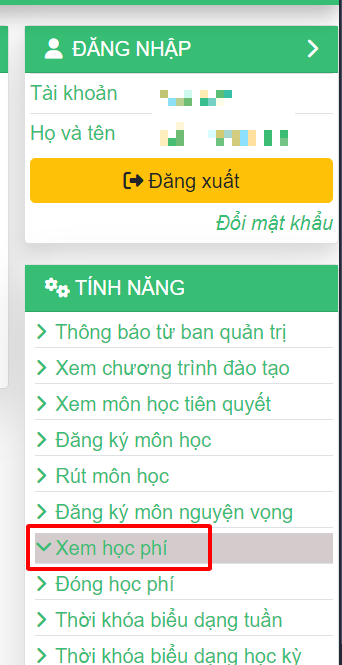 ĐĂNG NHẬP
Tài khoản
Họ và tên
Đăng xuất
Đổi mật khẩu
TÍNH NĂNG
Thông báo từ ban quản trị
Xem chương trình đào tạo
Xem môn học tiên quyết
Đăng ký môn học
Rút môn học
Đăng ký môn nguyện vọng
Xem học phí
Đóng học phí
Thời khóa biểu dạng tuần
Thời khóa biểu dạng học kỳ